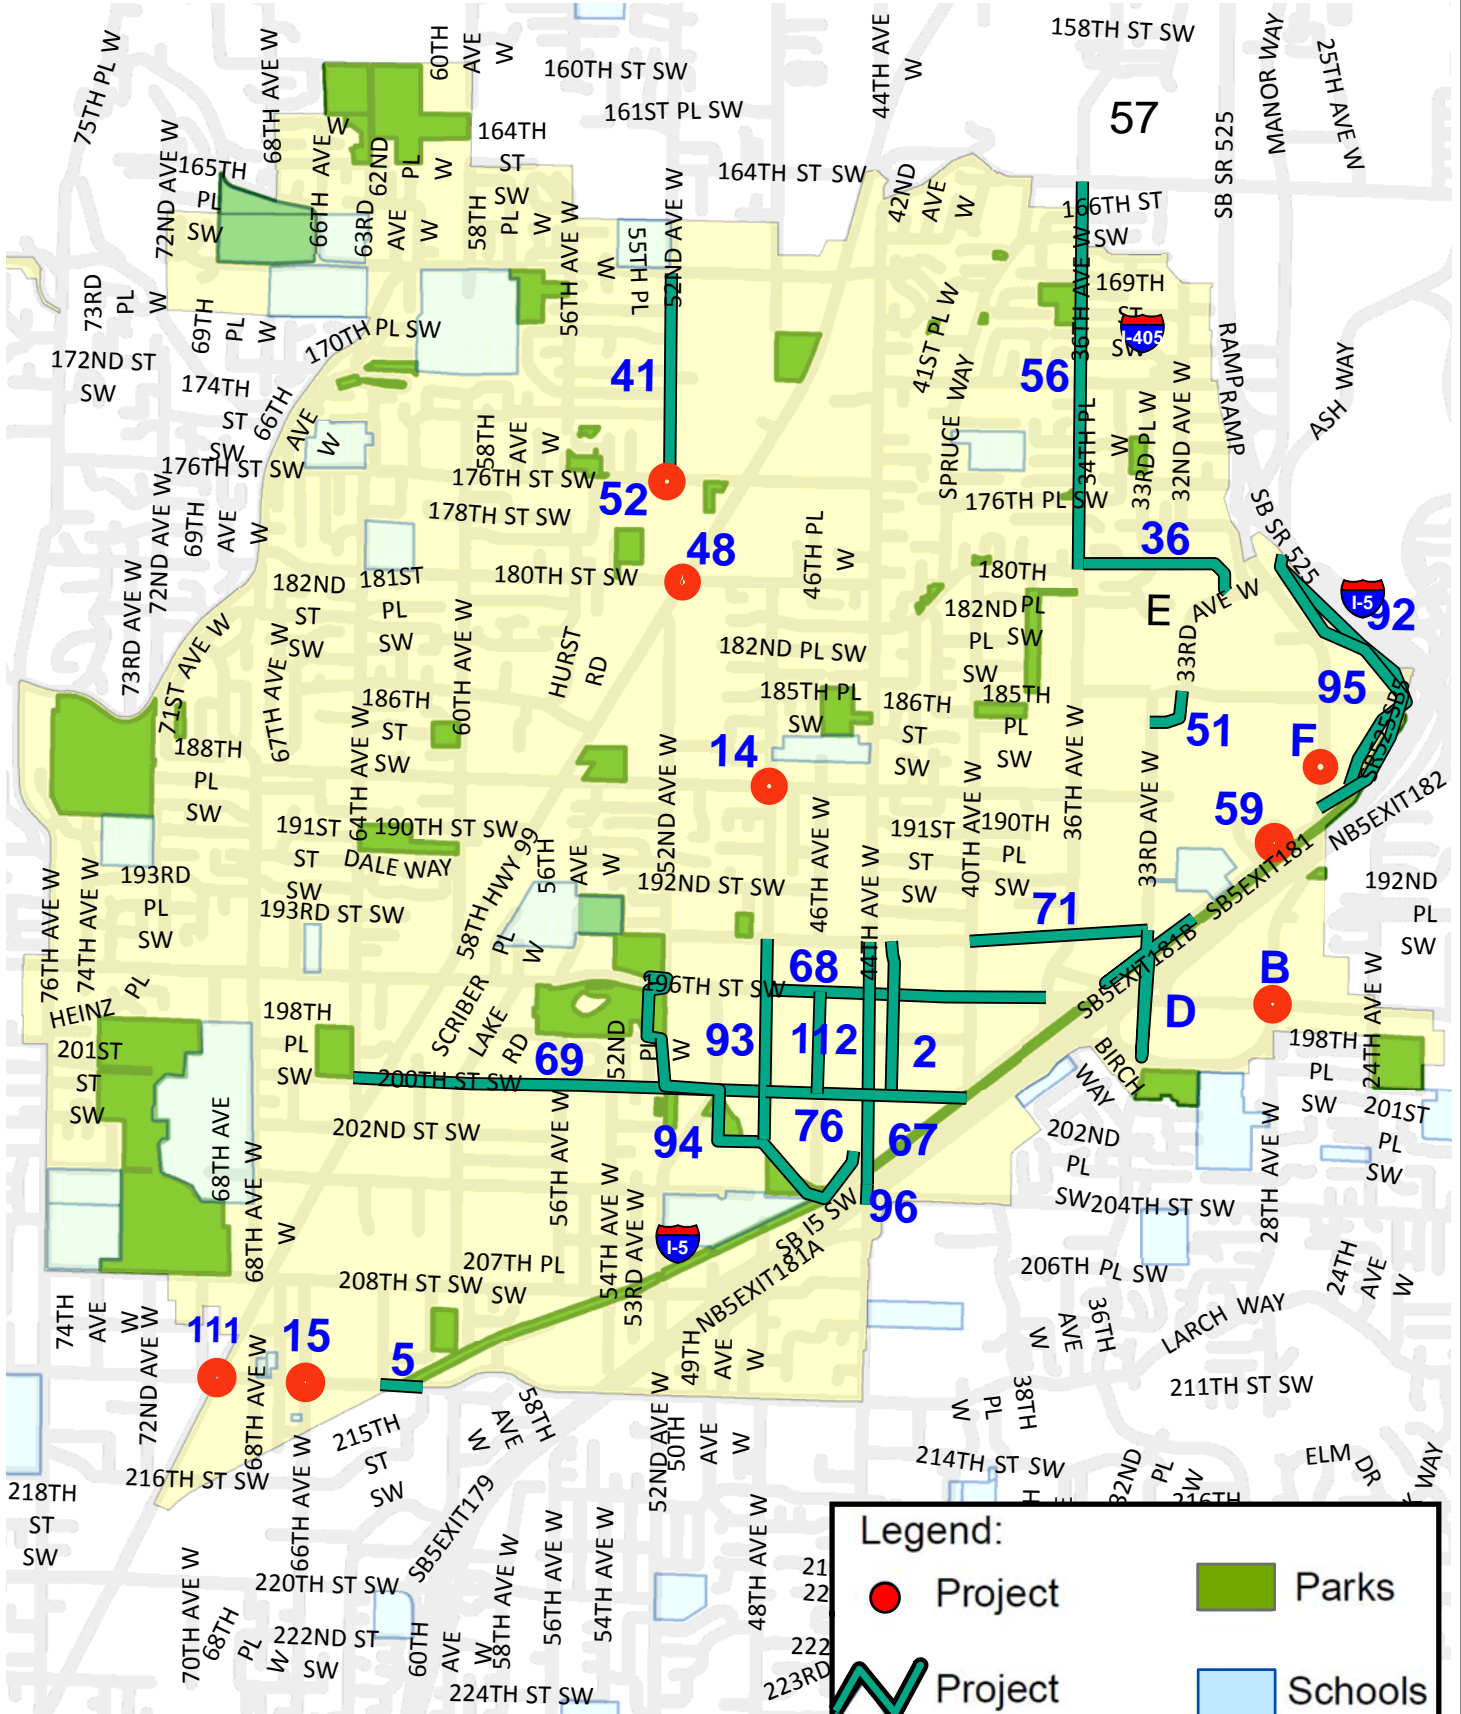 158TH ST SW
MANOR WAY
25TH AVE W
44TH AVE
W
60TH
AVE
W
68TH AVE W
75TH PL W
160TH ST SW
161ST PL SW
57
SB SR 525
164TH
ST
SW
164TH ST SW
42ND
AVE
W
72ND AVE W
165TH
PL
SW
66TH AVE
W
62ND
PL
W
63RD
AVE
W
58TH
PL
W
56TH AVE W
W
55TH PL
52ND AVE W
166TH ST
SW
36TH AVE W
169TH
ST
SW
I-405
73RD
PL
W
69TH
PL
W
170TH PL SW
172ND ST
SW
174TH
ST
SW
66TH
AVE
W
41
56
41ST PL W
SPRUCE WAY
34TH PL
W
33RD PL W
32ND AVE W
RAMP
RAMP
ASH WAY
58TH
AVE
W
176TH ST SW
176TH ST SW
52
176TH PL SW
178TH ST SW
72ND AVE W
69TH
AVE
W
48
46TH PL
W
36
SB SR 525
I-5
92
180TH ST SW
180TH
PL
SW
E
AVE W
33RD
73RD AVE W
182ND
ST
SW
181ST
PL
SW
182ND
PL
SW
182ND PL SW
HURST
RD
60TH AVE W
67TH AVE W
71ST AVE W
95
185TH PL
SW
186TH
ST
SW
185TH
PL
SW
186TH
ST
SW
51
F
SR525SB5
188TH
PL
SW
64TH AVE W
14
52ND AVE W
36TH AVE W
33RD AVE W
59
NB5EXIT182
191ST
ST
SW
190TH ST SW
DALE WAY
HWY 99
56TH
AVE
W
46TH AVE W
44TH AVE W
191ST
ST
SW
40TH AVE W
190TH
PL
SW
SB5EXIT181
192ND
PL
SW
76TH AVE W
74TH AVE W
193RD
PL
SW
193RD ST SW
192ND ST SW
58TH
PL
W
71
SB5EXIT181B
B
68
196TH ST SW
HEINZ
PL
198TH
PL
SW
SCRIBER
LAKE
RD
52ND
PL
W
93
112
2
D
24TH AVE W
198TH
PL
SW
201ST
ST
SW
69
200TH ST SW
BIRCH
WAY
202ND ST SW
94
76
67
202ND
PL
SW
201ST
PL
SW
68TH AVE
W
68TH AVE W
56TH AVE W
54TH AVE W
53RD AVE W
96
204TH ST SW
28TH AVE W
I-5
SB I5 SW
NB5EXIT181A
207TH PL
SW
208TH ST SW
206TH PL SW
24TH
AVE
W
74TH
AVE
W
72ND AVE W
111
15
5
68TH AVE W
49TH
AVE
W
W
AVE
36TH
LARCH WAY
211TH ST SW
W
PL
38TH
215TH
ST
SW
W
AVE
58TH
52ND AVE W
50TH
AVE
W
216TH ST SW
66TH AVE W
214TH ST SW
32ND
PL
W
216TH
ELM
DR
WAY
218TH
ST
SW
SB5EXIT179
58TH AVE W
56TH AVE W
54TH AVE W
48TH AVE W
220TH ST SW
70TH AVE W
68TH
PL
W
222ND ST
SW
60TH
AVE
W
21
22
222
223RD
224TH ST SW
Legend:
Project
Parks
Project
Schools